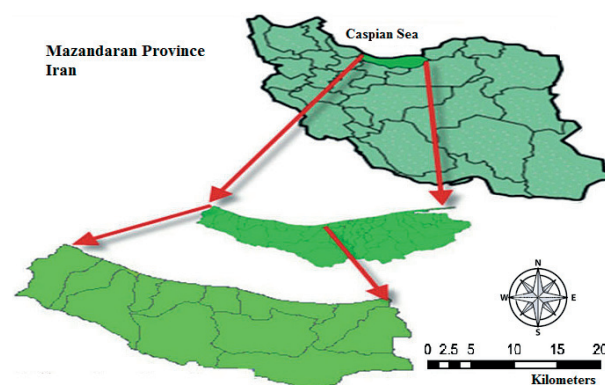 Caspian Sea
Mazandaran Province
Iran
N
W
E
S
0 2.5 5 10 15 20
Kilometers